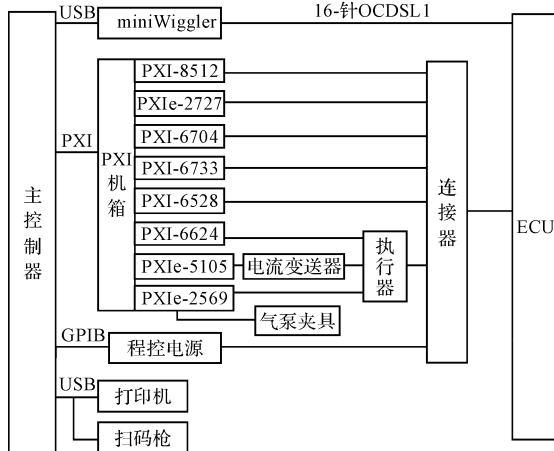 USB
miniWiggler
16-针OCDSL1
PXI-8512
PXIe-2727
PXI-6704
PXI
PXI-6733
PXI
机
箱
PXI-6528
主
控
制
器
连
接
器
ECU
PXI-6624
执
行
器
PXIe-5105
电流变送器
PXIe-2569
气泵夹具
GPIB
程控电源
USB
打印机
扫码枪